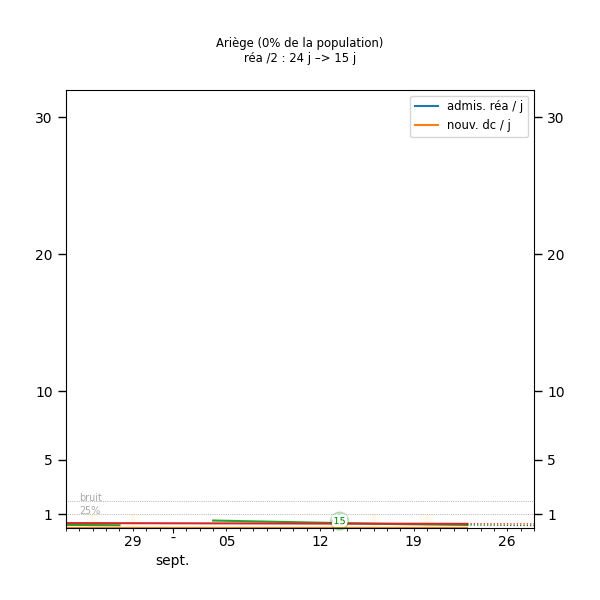 Ariège (0% de la population)
réa /2 : 24 j –> 15 j
admis. réa / j
nouv. dc / j
30 30
20 20
10 10
5 5
bruit
25%
1 1
15
29 - 05 12 19 26
sept.